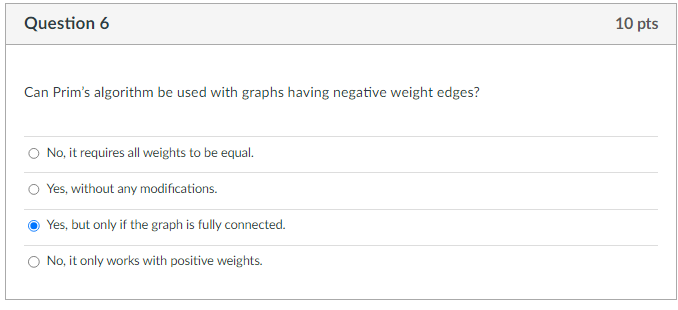 Question 6
10 pts
Can Prim's algorithm be used with graphs having negative weight edges?
No, it requires all weights to be equal.
Yes, without any modifications.
Yes, but only if the graph is fully connected.
No, it only works with positive weights.